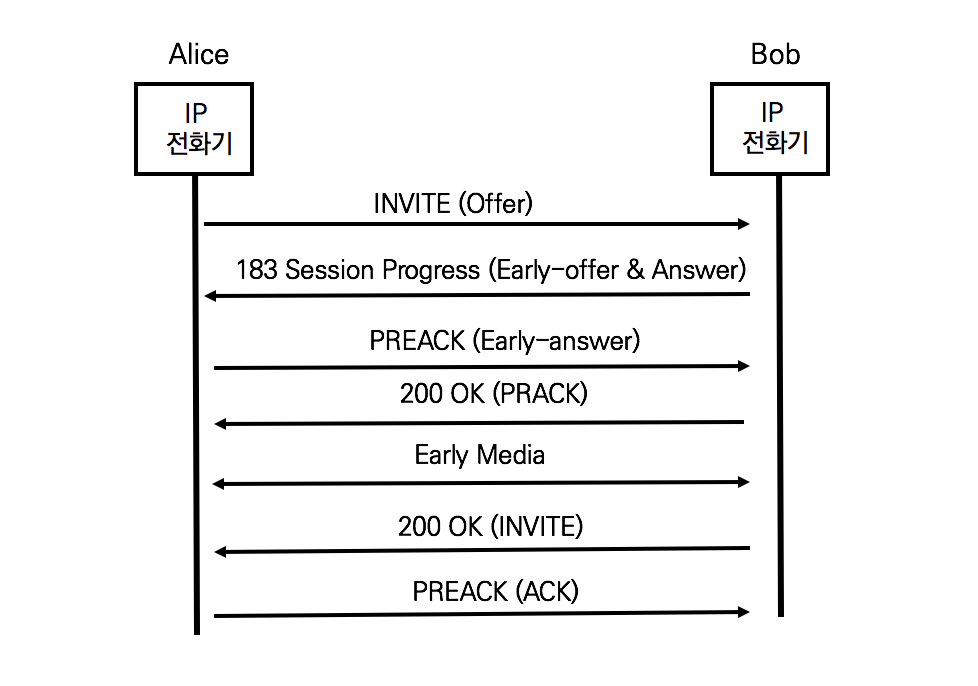 Alice
Bob
IP
전화기
IP
전화기
INVITE (Offer)
183 Session Progress (Early-offer & Answer)
PREACK (Early-answer)
200 OK (PRACK)
Early Media
200 OK (INVITE)
PREACK (ACK)